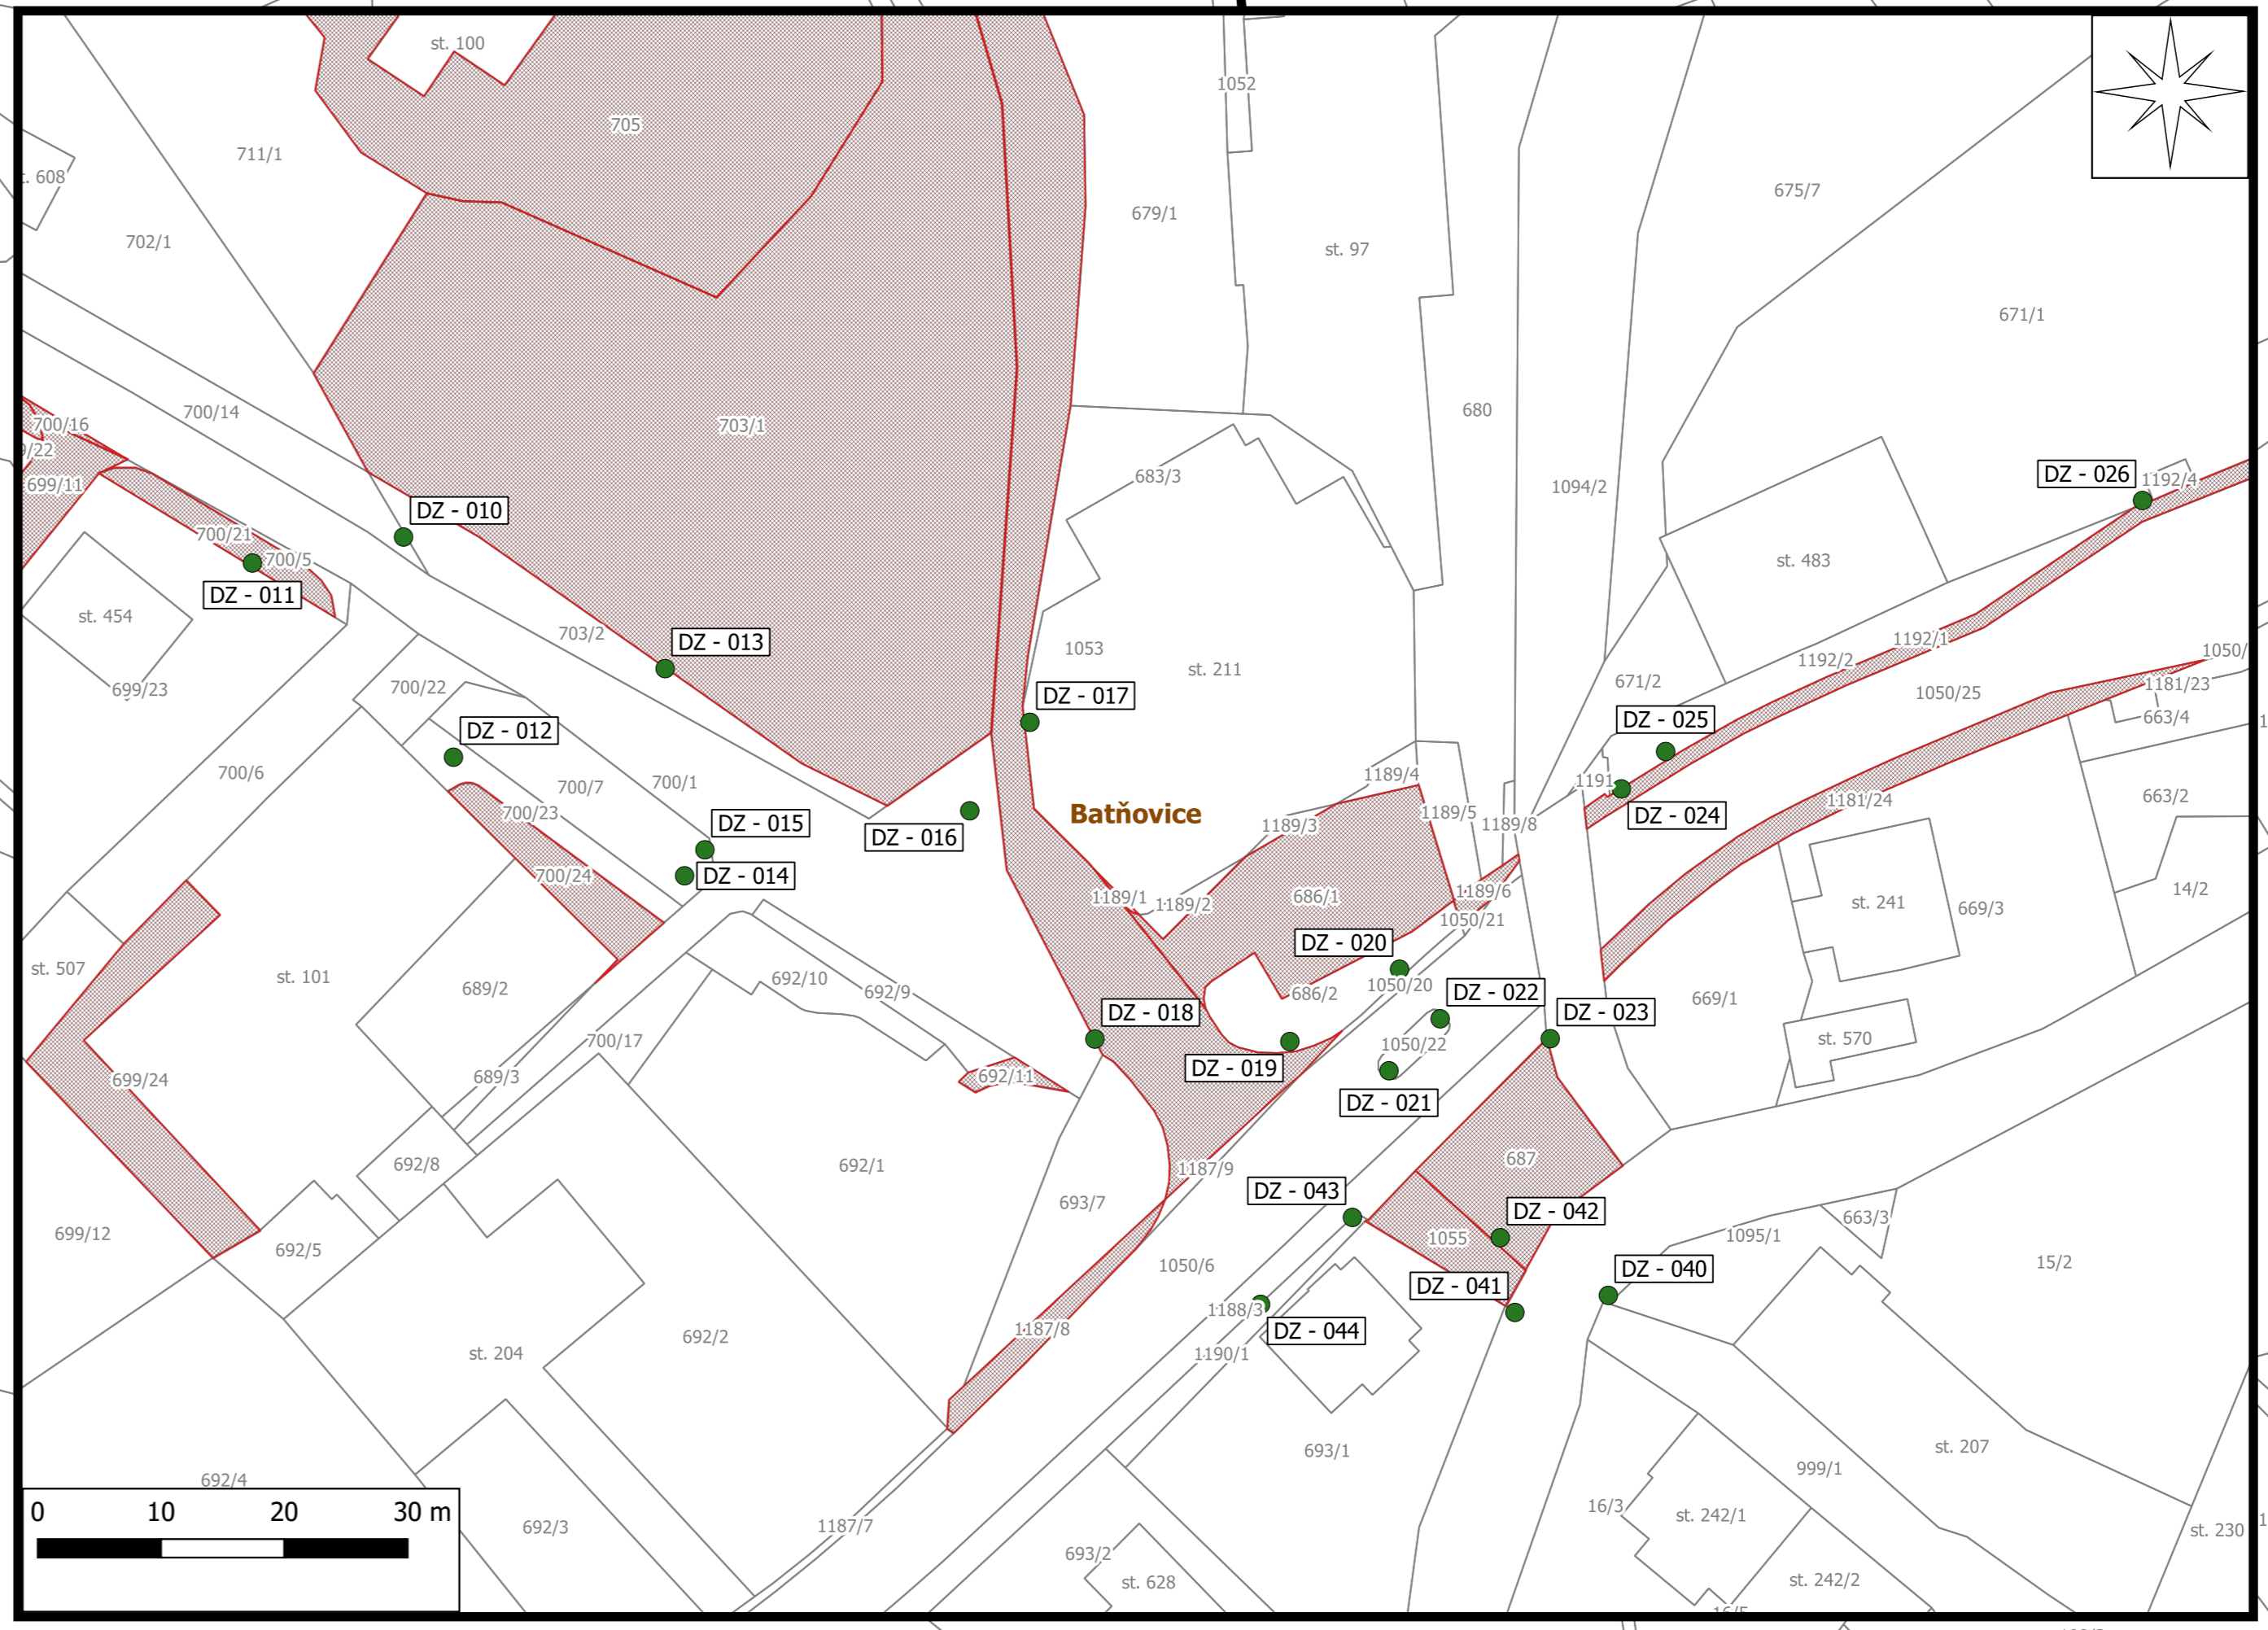 st. 100
1052
705
711/1
t. 608
675/7
679/1
702/1
st. 97
671/1
700/14
680
700/16
703/1
9/22
683/3
DZ - 026
1192/4
699/11
1094/2
DZ - 010
700/21
700/5
st. 483
DZ - 011
st. 454
703/2
DZ - 013
1053
1192/1
1050/
1192/2
st. 211
671/2
1181/23
699/23
700/22
DZ - 017
1050/25
DZ - 025
663/4
DZ - 012
700/6
700/7
700/1
1189/4
1191
663/2
700/23
Batňovice
1189/5
1181/24
DZ - 015
DZ - 016
1189/3
1189/8
DZ - 024
700/24
DZ - 014
1189/1
1189/2
686/1
1189/6
14/2
st. 241
669/3
1050/21
DZ - 020
st. 507
st. 101
692/10
689/2
692/9
686/2
1050/20
DZ - 022
669/1
DZ - 018
DZ - 023
700/17
1050/22
st. 570
DZ - 019
689/3
692/11
699/24
DZ - 021
692/8
692/1
1187/9
687
DZ - 043
693/7
DZ - 042
663/3
699/12
692/5
1055
1095/1
1050/6
15/2
DZ - 041
DZ - 040
1188/3
1187/8
DZ - 044
692/2
st. 204
1190/1
693/1
st. 207
999/1
692/4
16/3
st. 242/1
0 10 20 30 m
692/3
1187/7
st. 230
693/2
st. 628
st. 242/2
16/5